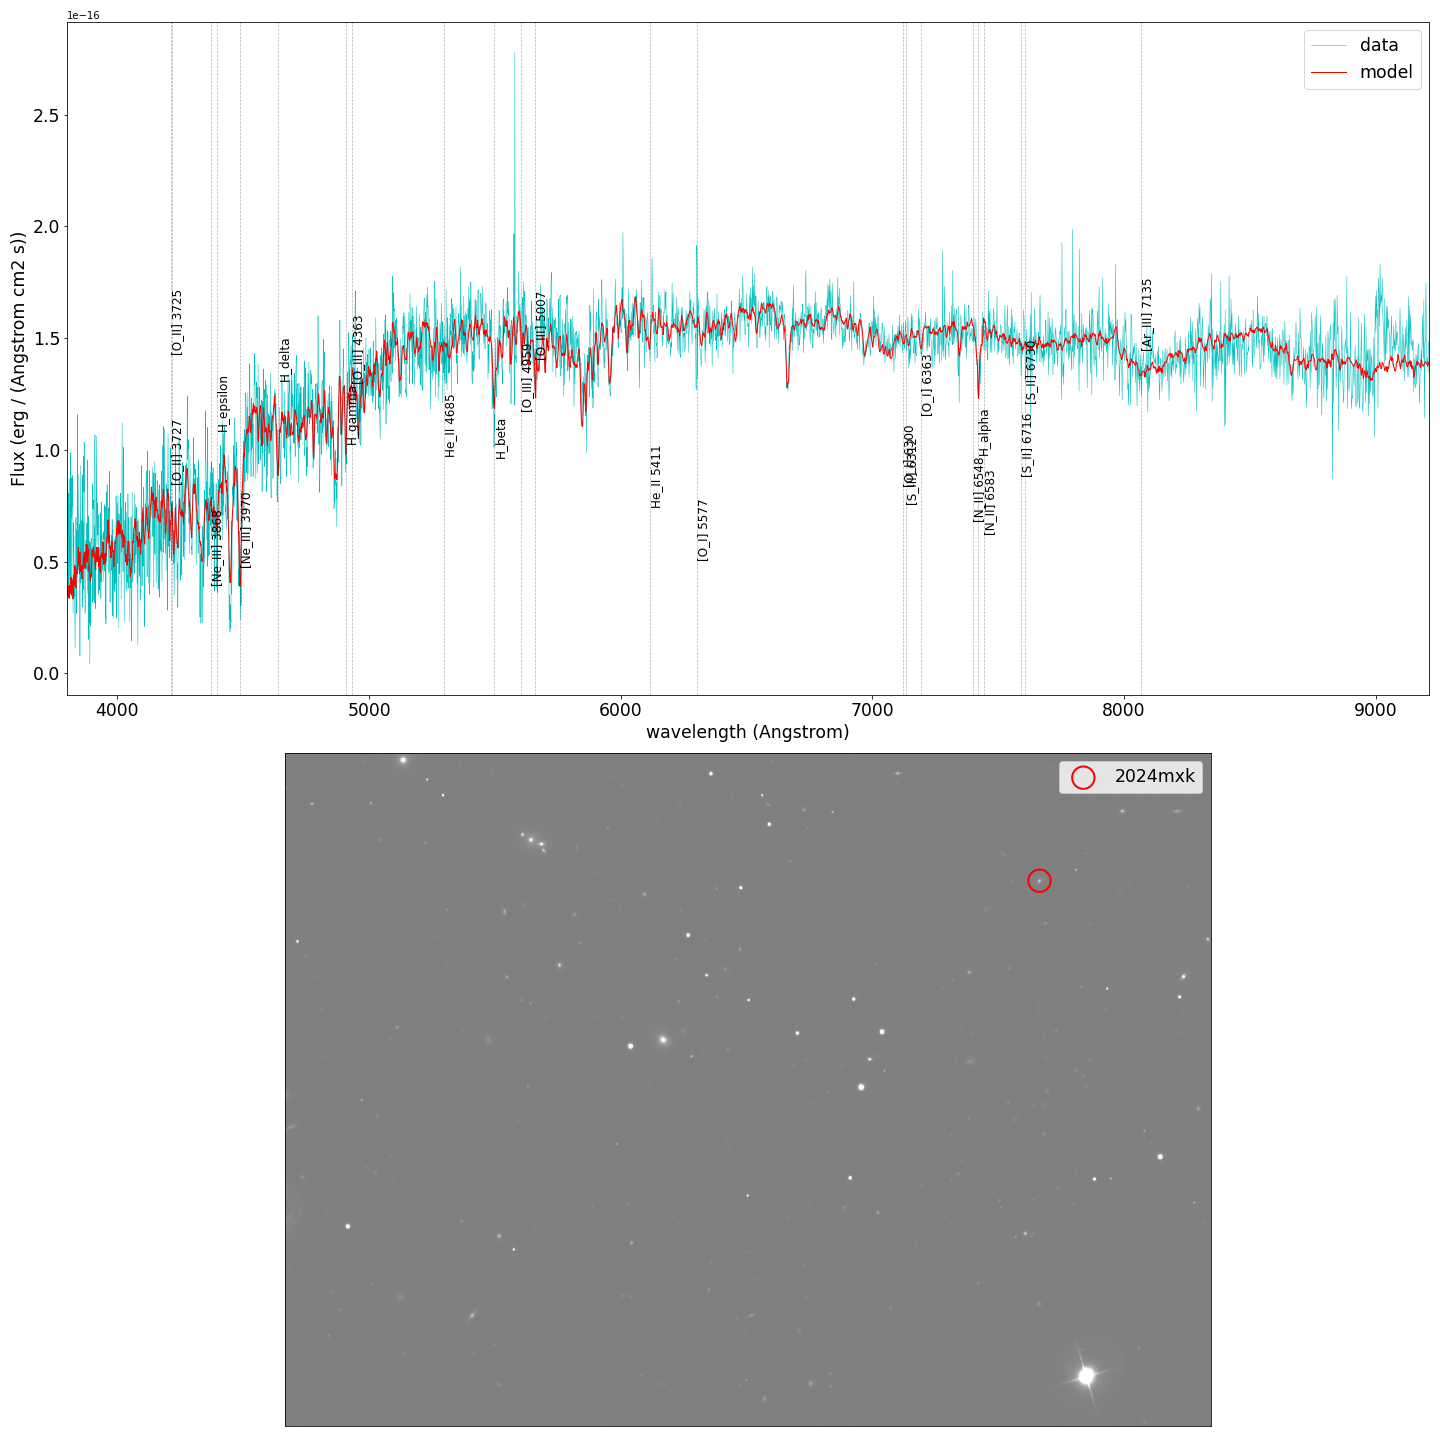 1e−16
data
model
2.5
2.0
1.5
1.0
0.5
0.0
Flux (erg / (Angstrom cm2 s))
[O_II] 3725
[O_II] 3727
[Ne_III] 3868
H_epsilon
[Ne_III] 3970
H_delta
H_gamma
[O_III] 4363
He_II 4685
H_beta
[O_III] 4959
[O_III] 5007
He_II 5411
[O_I] 5577
[O_I] 6300
[S_III] 6312
[O_I] 6363
[N_II] 6548
H_alpha
[N_II] 6583
[S_II] 6716
[S_II] 6730
[Ar_III] 7135
4000 5000 6000 7000 8000 9000
wavelength (Angstrom)
2024mxk